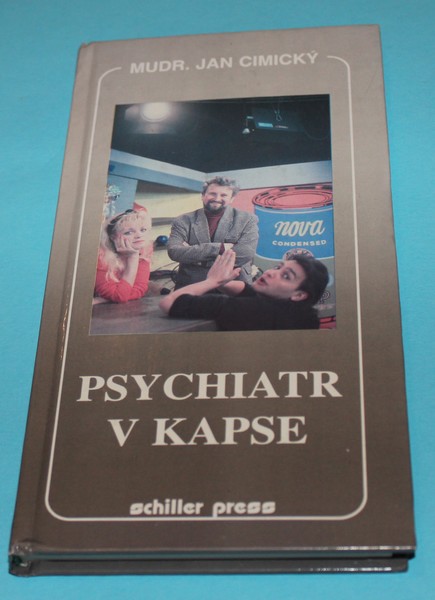 MUDR. JAN CIMICKÝ
nova
CONDENSED
PSYCHIATR
V KAPSE
schiller press